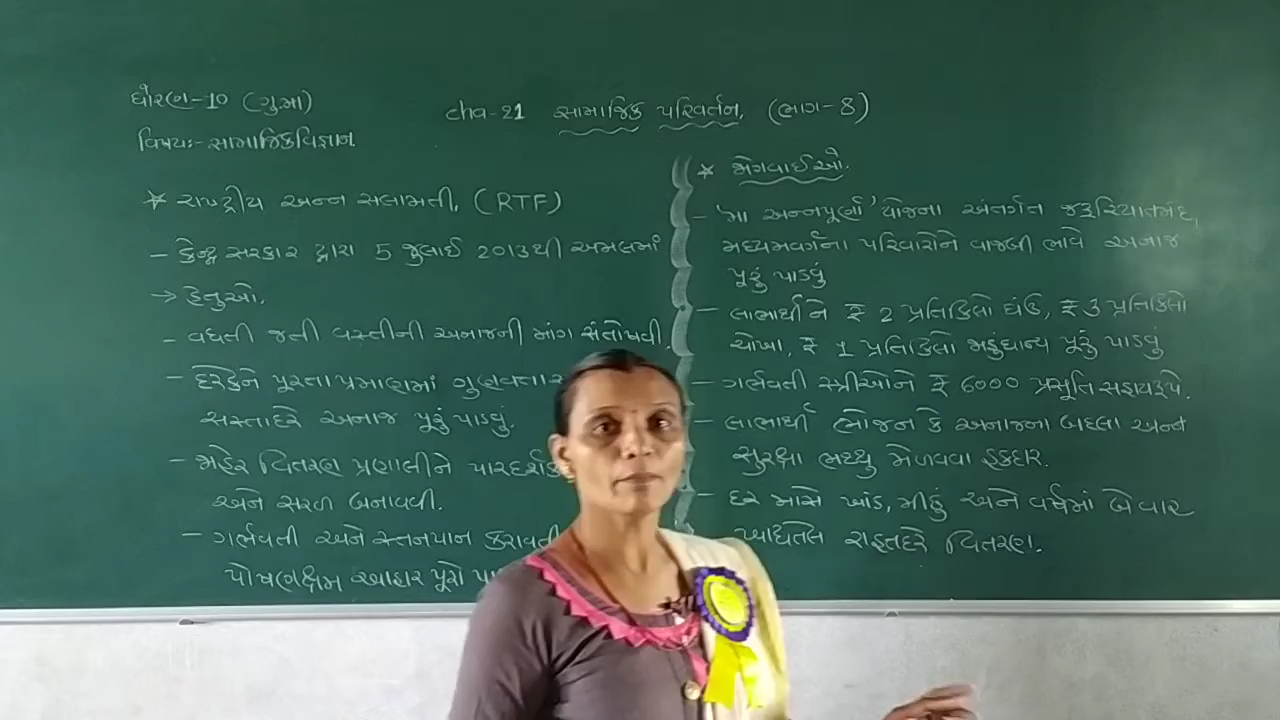 ધોરણ-10 (ગુ.મા)
વિષય:- સામાજિકવિજ્ઞાન
cha-21 સામાજિક પરિવર્તન. (ભાગ-8)
* રાષ્ટ્રીય અન્ન સલામતી. (RTF)
- કેન્દ્ર સરકાર દ્વારા 5 જુલાઈ 2013થી અમલમાં
→ હેતુઓ.
- વધતી જતી વસ્તીની અનાજની માંગ સંતોષવી.
- દરેકને પૂરતા પ્રમાણમાં ગુણવત્તા
સસ્તાદરે અનાજ પૂરું પાડવું.
- જાહેર વિતરણ પ્રણાલીને પારદર્શક
અને સરળ બનાવવી.
- ગર્ભવતી અને સ્તનપાન કરાવતી
પોષણક્ષમ આહાર પૂરો
* જોગવાઈઓ.
- 'મા અન્નપૂર્ણા' યોજના અંતર્ગત જરૂરિયાતમંદ,
મધ્યમવર્ગના પરિવારોને વાજબી ભાવે અનાજ
પૂરું પાડવું
- લાભાર્થીને ₹ 2 પ્રતિકિલો ઘઉં, ₹ 3 પ્રતિકિલો
ચોખા, ₹ 1 પ્રતિકિલો જાડુંધાન્ય પૂરું પાડવું
- ગર્ભવતી સ્ત્રીઓને ₹ 6000 પ્રસૂતિ સહાયરૂપે.
- લાભાર્થી ભોજન કે અનાજના બદલા અન્ન
સુરક્ષા ભથ્થુ મેળવવા હકદાર.
- દર માસે ખાંડ, મીઠું અને વર્ષમાં બે વાર
ખાદ્યતેલ રાહતદરે વિતરણ.